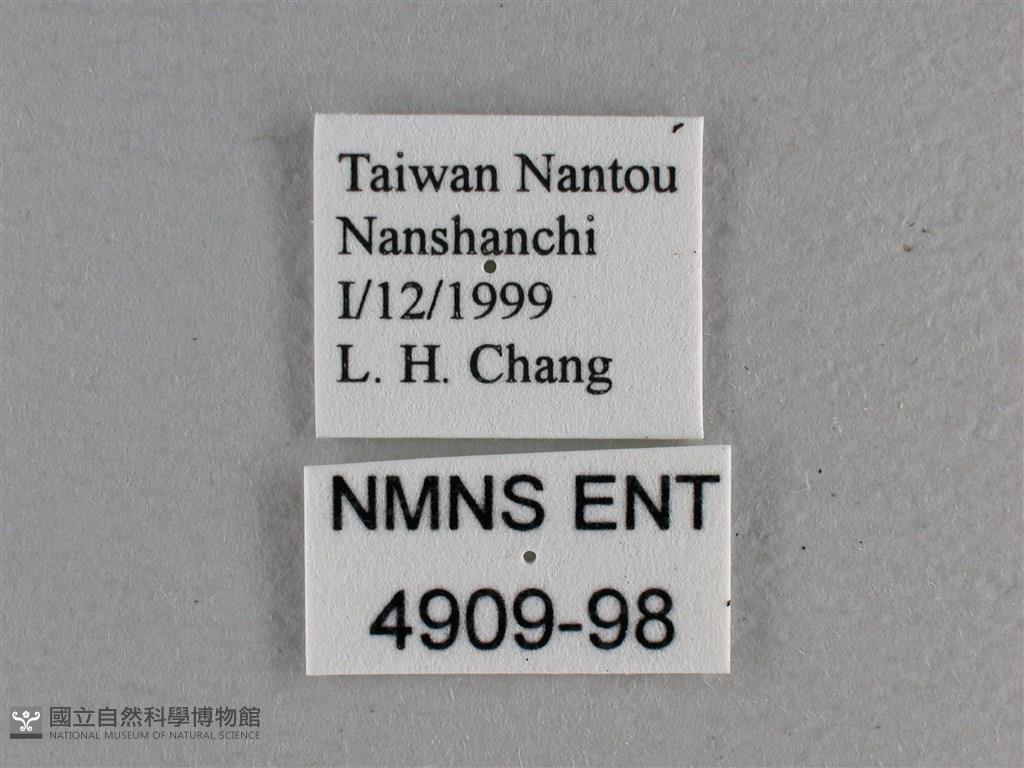 Taiwan Nantou
Nanshanchi
I/12/1999
L. H. Chang
NMNS ENT
4909-98
國立自然科學博物館
NATIONAL MUSEUM OF NATURAL SCIENCE